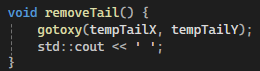 void removeTail() {
    gotoxy(tempTailX, tempTailY);
    std::cout << ' ';
}